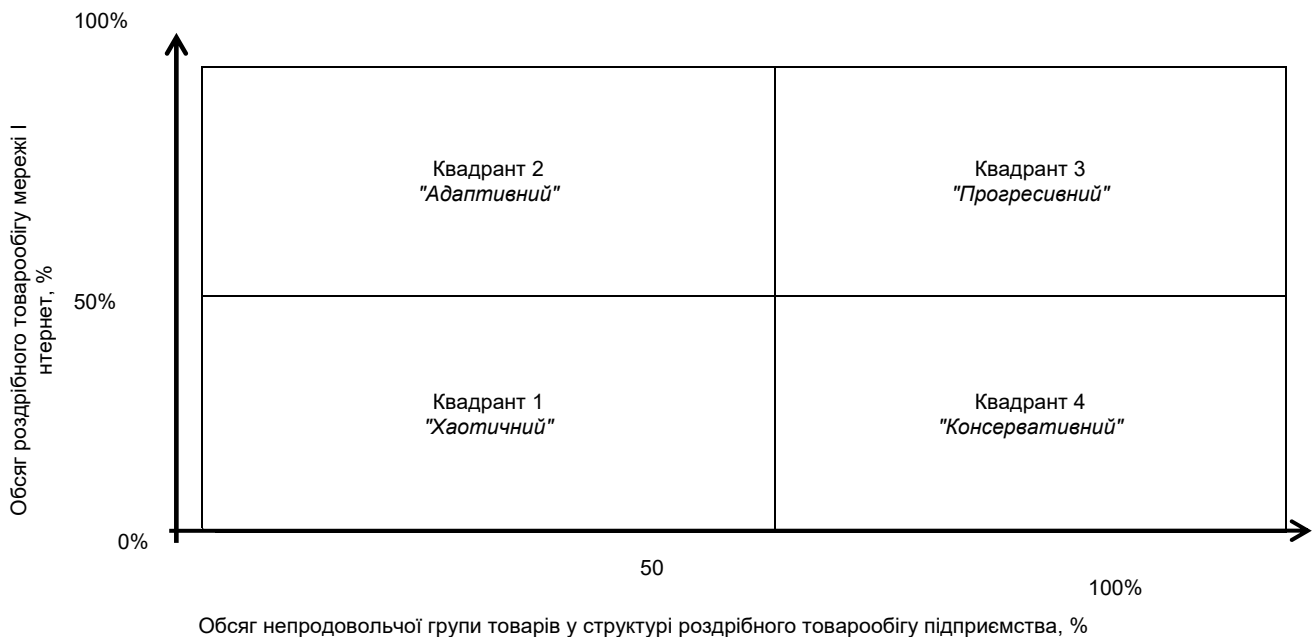 100%
Обсяг роздрібного товарообігу мережі І
нтернет, %
Квадрант 2
"Адаптивний"
Квадрант 3
"Прогресивний"
50%
Квадрант 1
"Хаотичний"
Квадрант 4
"Консервативний"
0%
50
100%
Обсяг непродовольчої групи товарів у структурі роздрібного товарообігу підприємства, %